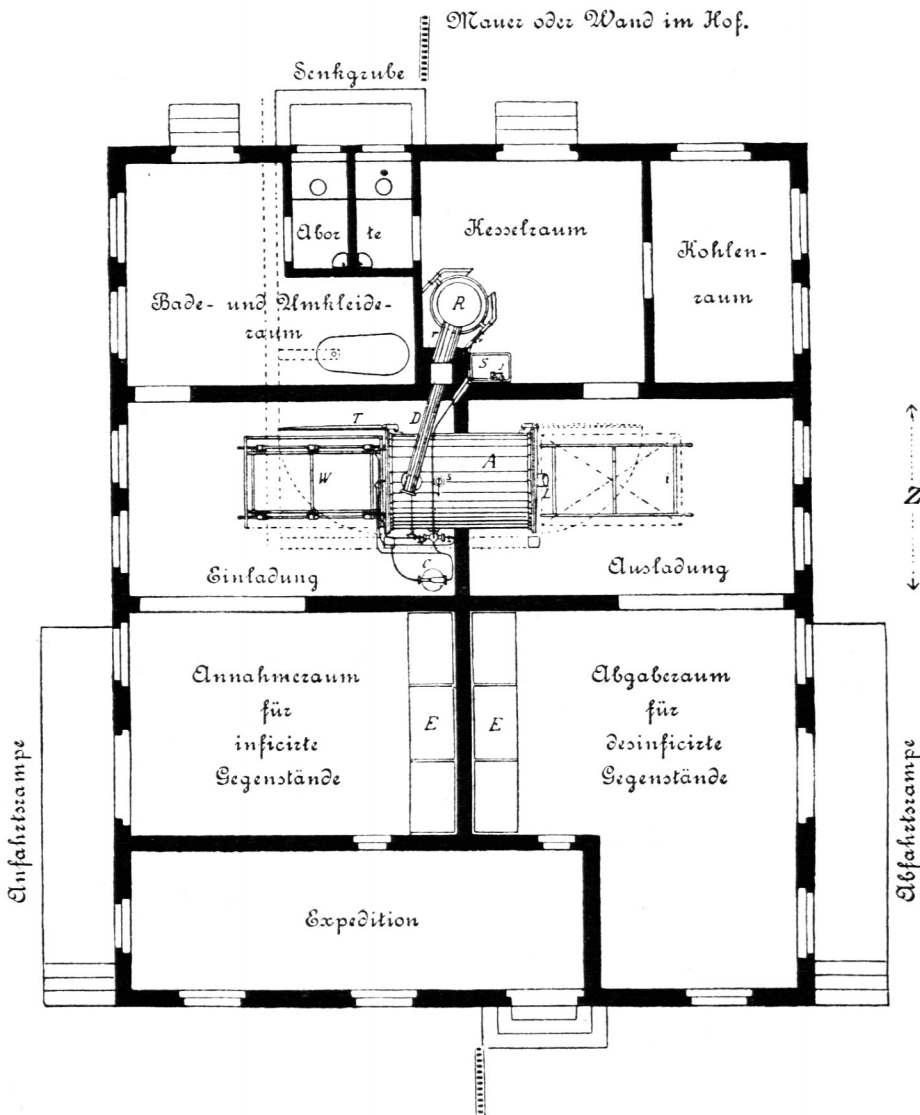 Mauer oder Wand im Hof.
Senkgrube
Abor te
Kesselraum
Kohlen-
raum
Bade- und Umkleide-
raum
R
r
S
D
T
A
W
s
i
Z
C
Einladung
Ausladung
Annahmeraum
für
inficirte
Gegenstände
E
E
Abgaberaum
für
desinficirte
Gegenstände
Anfahrtsrampe
Abfahrtsrampe
Expedition